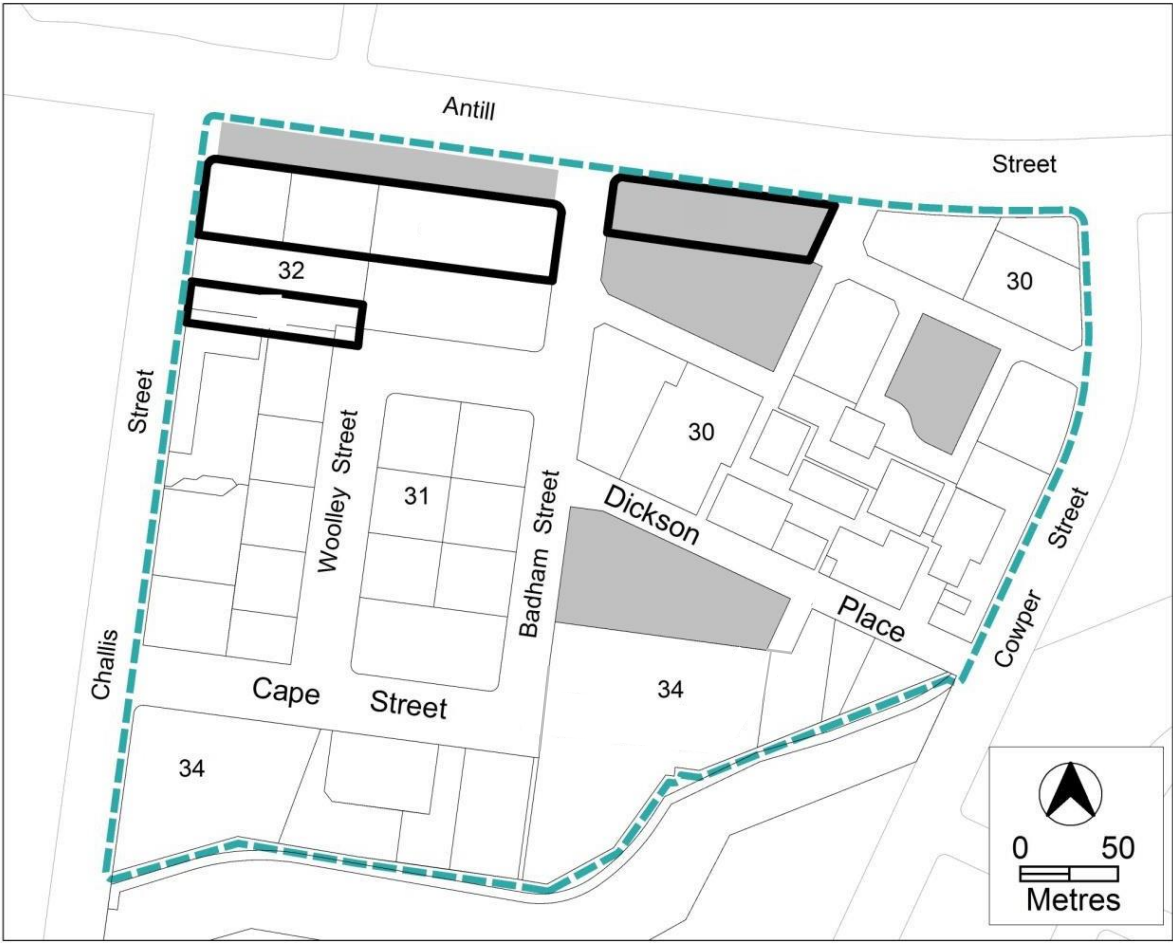 Antill
Street
32
30
Street
Woolley Street
31
30
Badham Street
Dickson
Place
Street
Cowper
Challis
Cape Street
34
34
0 50
Metres